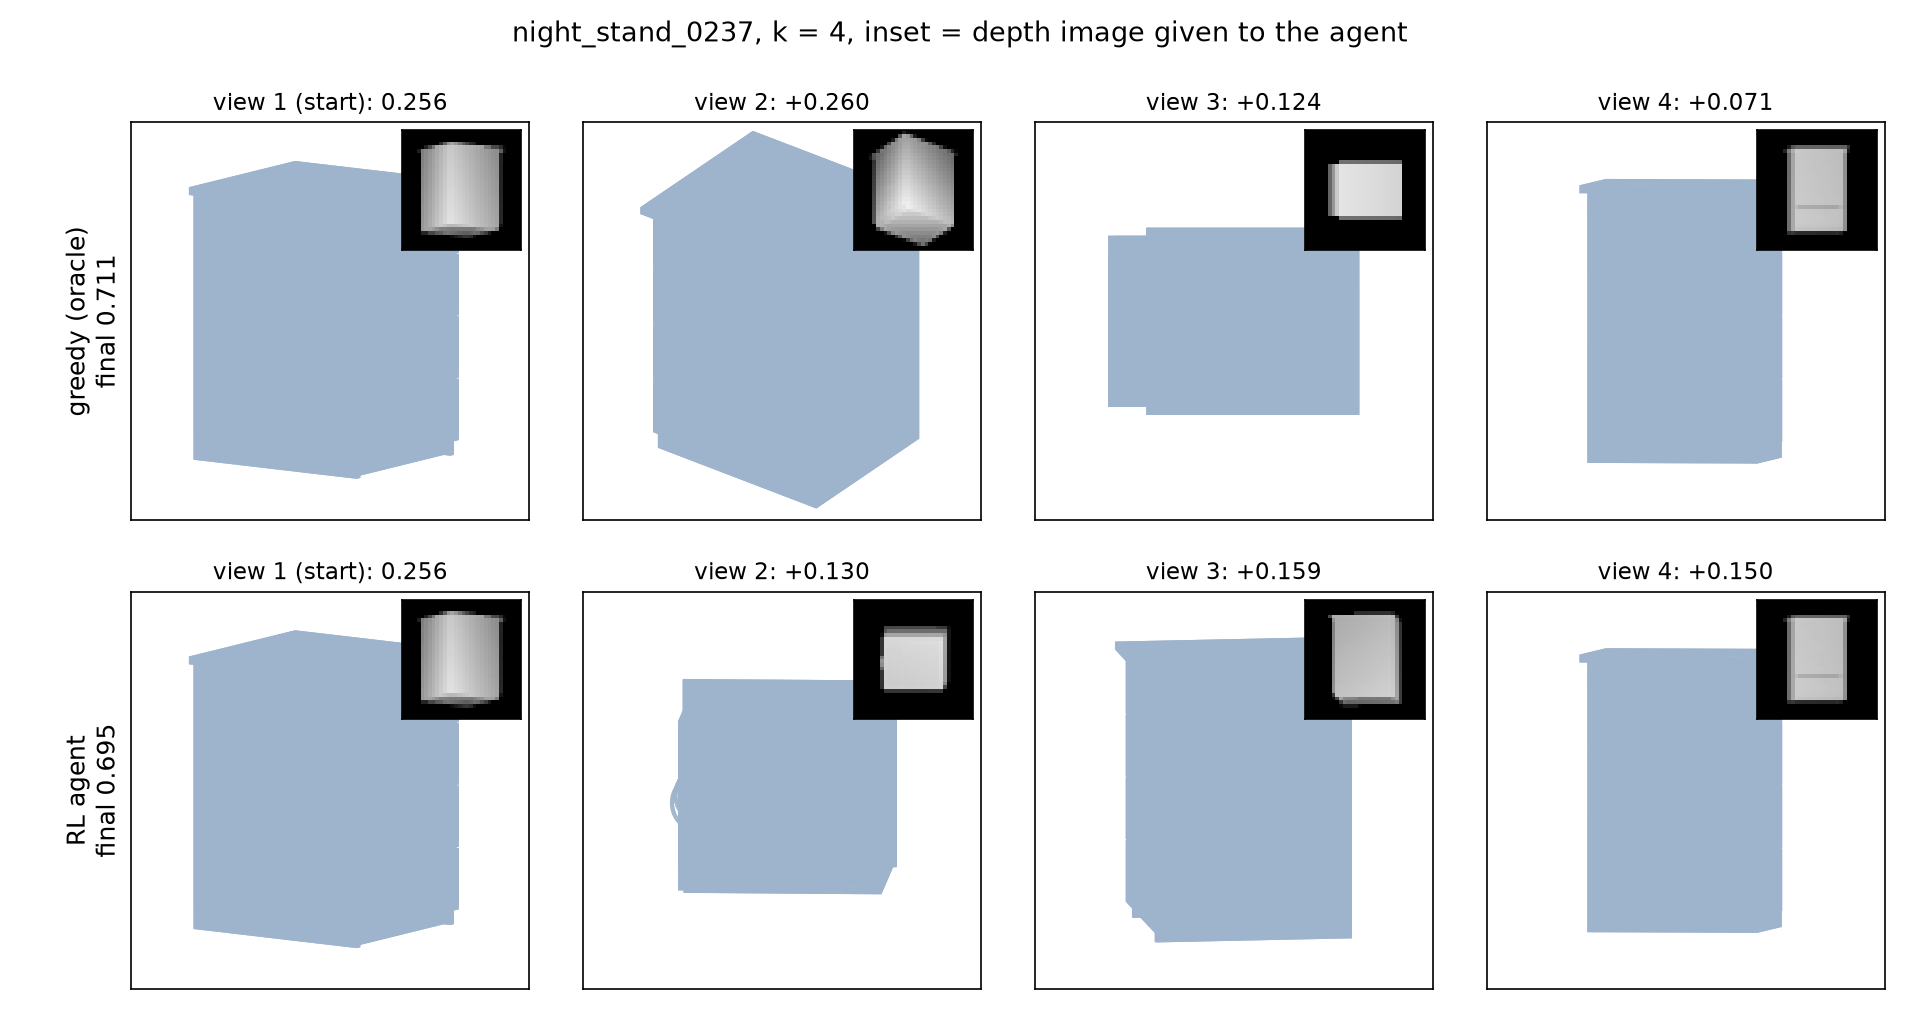 night_stand_0237, k = 4, inset = depth image given to the agent
greedy (oracle)
final 0.711
view 1 (start): 0.256
view 2: +0.260
view 3: +0.124
view 4: +0.071
RL agent
final 0.695
view 1 (start): 0.256
view 2: +0.130
view 3: +0.159
view 4: +0.150